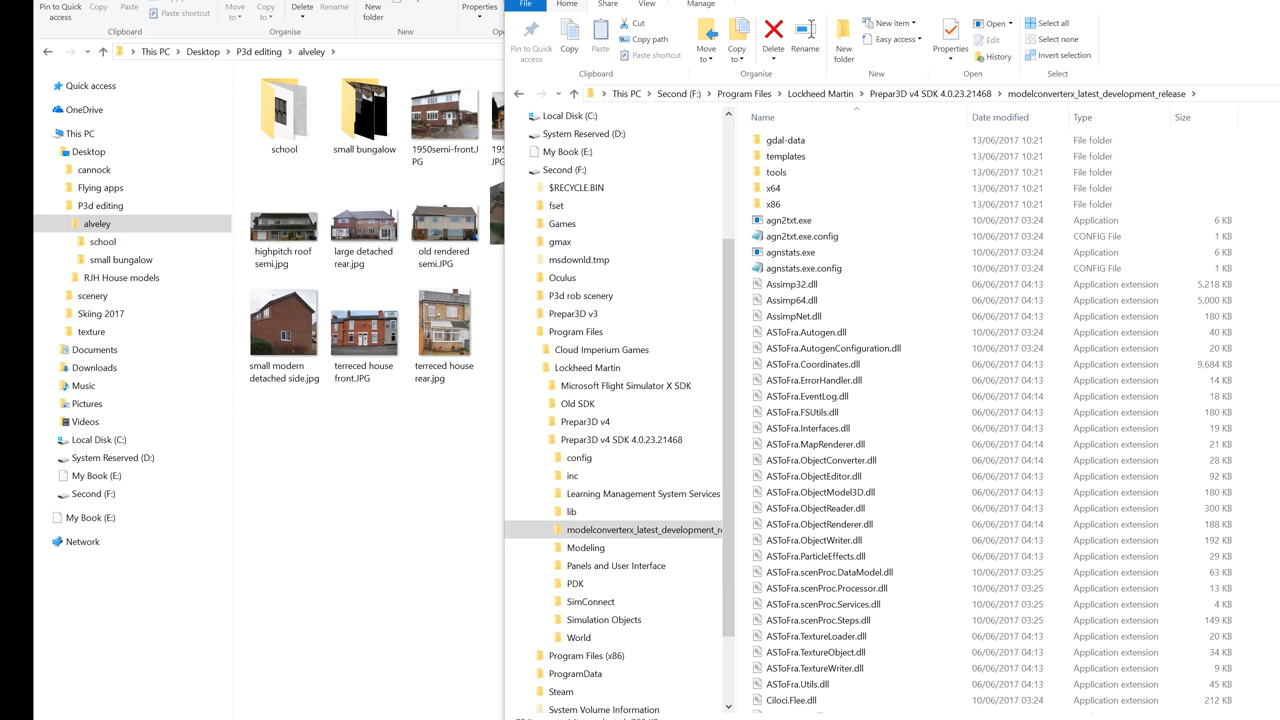 Pin to Quick access
Copy
Paste
Paste shortcut
Move to
Copy to
Delete
Rename
New folder
Properties
Clipboard
Organise
New
This PC > Desktop > P3d editing > alveley
Quick access
OneDrive
This PC
Desktop
cannock
Flying apps
P3d editing
alveley
school
small bungalow
RJH House models
scenery
Skiing 2017
texture
Documents
Downloads
Music
Pictures
Videos
Local Disk (C:)
System Reserved (D:)
My Book (E:)
Second (F:)
My Book (E:)
Network
school
small bungalow
1950semi-front.J
PG
highpitch roof
semi.jpg
large detached
rear.jpg
old rendered
semi.JPG
small modern
detached side.jpg
terreced house
front.JPG
terreced house
rear.jpg
File
Home
Share
View
Manage
Pin to Quick access
Copy
Paste
Cut
Copy path
Paste shortcut
Move to
Copy to
Delete
Rename
New folder
New item
Easy access
Properties
Open
Edit
History
Select all
Select none
Invert selection
Clipboard
Organise
New
Open
Select
This PC > Second (F:) > Program Files > Lockheed Martin > Prepar3D v4 SDK 4.0.23.21468 > modelconverterx_latest_development_release >
Local Disk (C:)
System Reserved (D:)
My Book (E:)
Second (F:)
$RECYCLE.BIN
fset
Games
gmax
msdownld.tmp
Oculus
P3d rob scenery
Prepar3D v3
Program Files
Cloud Imperium Games
Lockheed Martin
Microsoft Flight Simulator X SDK
Old SDK
Prepar3D v4
Prepar3D v4 SDK 4.0.23.21468
config
inc
Learning Management System Services
lib
modelconverterx_latest_development_r
Modeling
Panels and User Interface
PDK
SimConnect
Simulation Objects
World
Program Files (x86)
ProgramData
Steam
System Volume Information
Name Date modified Type Size
gdal-data 13/06/2017 10:21 File folder
templates 13/06/2017 10:21 File folder
tools 13/06/2017 10:21 File folder
x64 13/06/2017 10:21 File folder
x86 13/06/2017 10:21 File folder
agn2txt.exe 10/06/2017 03:24 Application 6 KB
agn2txt.exe.config 10/06/2017 03:24 CONFIG File 1 KB
agnstats.exe 10/06/2017 03:24 Application 6 KB
agnstats.exe.config 10/06/2017 03:24 CONFIG File 1 KB
Assimp32.dll 06/06/2017 04:13 Application extension 5,218 KB
Assimp64.dll 06/06/2017 04:13 Application extension 5,000 KB
AssimpNet.dll 06/06/2017 04:13 Application extension 180 KB
ASToFra.Autogen.dll 10/06/2017 03:24 Application extension 40 KB
ASToFra.AutogenConfiguration.dll 10/06/2017 03:24 Application extension 20 KB
ASToFra.Coordinates.dll 06/06/2017 04:13 Application extension 9,684 KB
ASToFra.ErrorHandler.dll 06/06/2017 04:13 Application extension 14 KB
ASToFra.EventLog.dll 06/06/2017 04:13 Application extension 18 KB
ASToFra.FSUtils.dll 06/06/2017 04:13 Application extension 180 KB
ASToFra.Interfaces.dll 06/06/2017 04:13 Application extension 19 KB
ASToFra.MapRenderer.dll 06/06/2017 04:14 Application extension 21 KB
ASToFra.ObjectConverter.dll 06/06/2017 04:14 Application extension 28 KB
ASToFra.ObjectEditor.dll 06/06/2017 04:13 Application extension 92 KB
ASToFra.ObjectModel3D.dll 06/06/2017 04:13 Application extension 180 KB
ASToFra.ObjectReader.dll 06/06/2017 04:13 Application extension 300 KB
ASToFra.ObjectRenderer.dll 06/06/2017 04:14 Application extension 188 KB
ASToFra.ObjectWriter.dll 06/06/2017 04:13 Application extension 192 KB
ASToFra.ParticleEffects.dll 06/06/2017 04:13 Application extension 29 KB
ASToFra.scenProc.DataModel.dll 10/06/2017 03:25 Application extension 63 KB
ASToFra.scenProc.Processor.dll 10/06/2017 03:25 Application extension 13 KB
ASToFra.scenProc.Services.dll 10/06/2017 03:25 Application extension 4 KB
ASToFra.scenProc.Steps.dll 10/06/2017 03:25 Application extension 149 KB
ASToFra.TextureLoader.dll 06/06/2017 04:13 Application extension 20 KB
ASToFra.TextureObject.dll 06/06/2017 04:13 Application extension 34 KB
ASToFra.TextureWriter.dll 06/06/2017 04:13 Application extension 9 KB
ASToFra.Utils.dll 06/06/2017 04:13 Application extension 45 KB
Ciloci.Flee.dll 06/06/2017 04:13 Application extension 212 KB